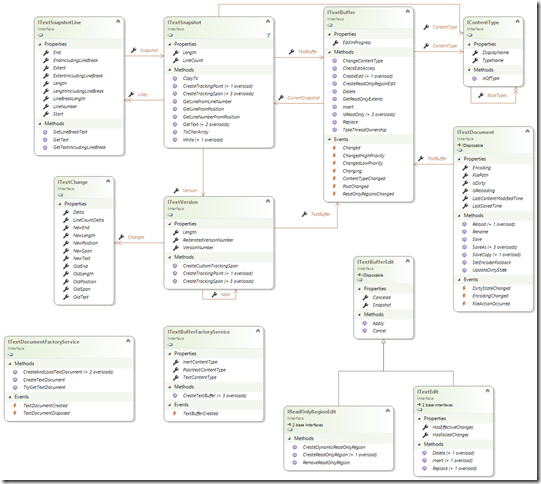 ITextSnapshotLine
Interface
Properties
End
EndIncludingLineBreak
Extent
ExtentIncludingLineBreak
Length
LengthIncludingLineBreak
LineBreakLength
LineNumber
Start
Methods
GetLineBreakText
GetText
GetTextIncludingLineBreak
Snapshot
Lines
ITextSnapshot
Interface
Properties
Length
LineCount
Methods
CopyTo
CreateTrackingPoint (+ 1 overload)
CreateTrackingSpan (+ 3 overloads)
GetLineFromLineNumber
GetLineFromPosition
GetLineNumberFromPosition
GetText (+ 2 overloads)
ToCharArray
Write (+ 1 overload)
TextBuffer
CurrentSnapshot
ITextBuffer
Interface
Properties
EditInProgress
Methods
ChangeContentType
CheckEditAccess
CreateEdit (+ 1 overload)
CreateReadOnlyRegionEdit
Delete
GetReadOnlyExtents
Insert
IsReadOnly (+ 3 overloads)
Replace
TakeThreadOwnership
Events
Changed
ChangedHighPriority
ChangedLowPriority
Changing
ContentTypeChanged
PostChanged
ReadOnlyRegionsChanged
ContentType
ContentType
IContentType
Interface
Properties
DisplayName
TypeName
Methods
IsOfType
BaseTypes
ITextDocument
IDisposable
Interface
Properties
Encoding
FilePath
IsDirty
IsReloading
LastContentModifiedTime
LastSavedTime
Methods
Reload (+ 1 overload)
Rename
Save
SaveAs (+ 3 overloads)
SaveCopy (+ 1 overload)
SetEncoderFallback
UpdateDirtyState
Events
DirtyStateChanged
EncodingChanged
FileActionOccurred
TextBuffer
ITextChange
Interface
Properties
Delta
LineCountDelta
NewEnd
NewLength
NewPosition
NewSpan
NewText
OldEnd
OldLength
OldPosition
OldSpan
OldText
Changes
Version
ITextVersion
Interface
Properties
Length
ReiteratedVersionNumber
VersionNumber
Methods
CreateCustomTrackingSpan
CreateTrackingPoint (+ 1 overload)
CreateTrackingSpan (+ 3 overloads)
Next
TextBuffer
ITextBufferEdit
IDisposable
Interface
Properties
Canceled
Snapshot
Methods
Apply
Cancel
ITextDocumentFactoryService
Interface
Methods
CreateAndLoadTextDocument (+ 2 overloads)
CreateTextDocument
TryGetTextDocument
Events
TextDocumentCreated
TextDocumentDisposed
ITextBufferFactoryService
Interface
Properties
InertContentType
PlaintextContentType
TextContentType
Methods
CreateTextBuffer (+ 3 overloads)
Events
TextBufferCreated
IReadOnlyRegionEdit
2 base interfaces
Interface
Methods
CreateDynamicReadOnlyRegion
CreateReadOnlyRegion (+ 1 overload)
RemoveReadOnlyRegion
ITextEdit
2 base interfaces
Interface
Properties
HasEffectiveChanges
HasFailedChanges
Methods
Delete (+ 1 overload)
Insert (+ 1 overload)
Replace (+ 1 overload)